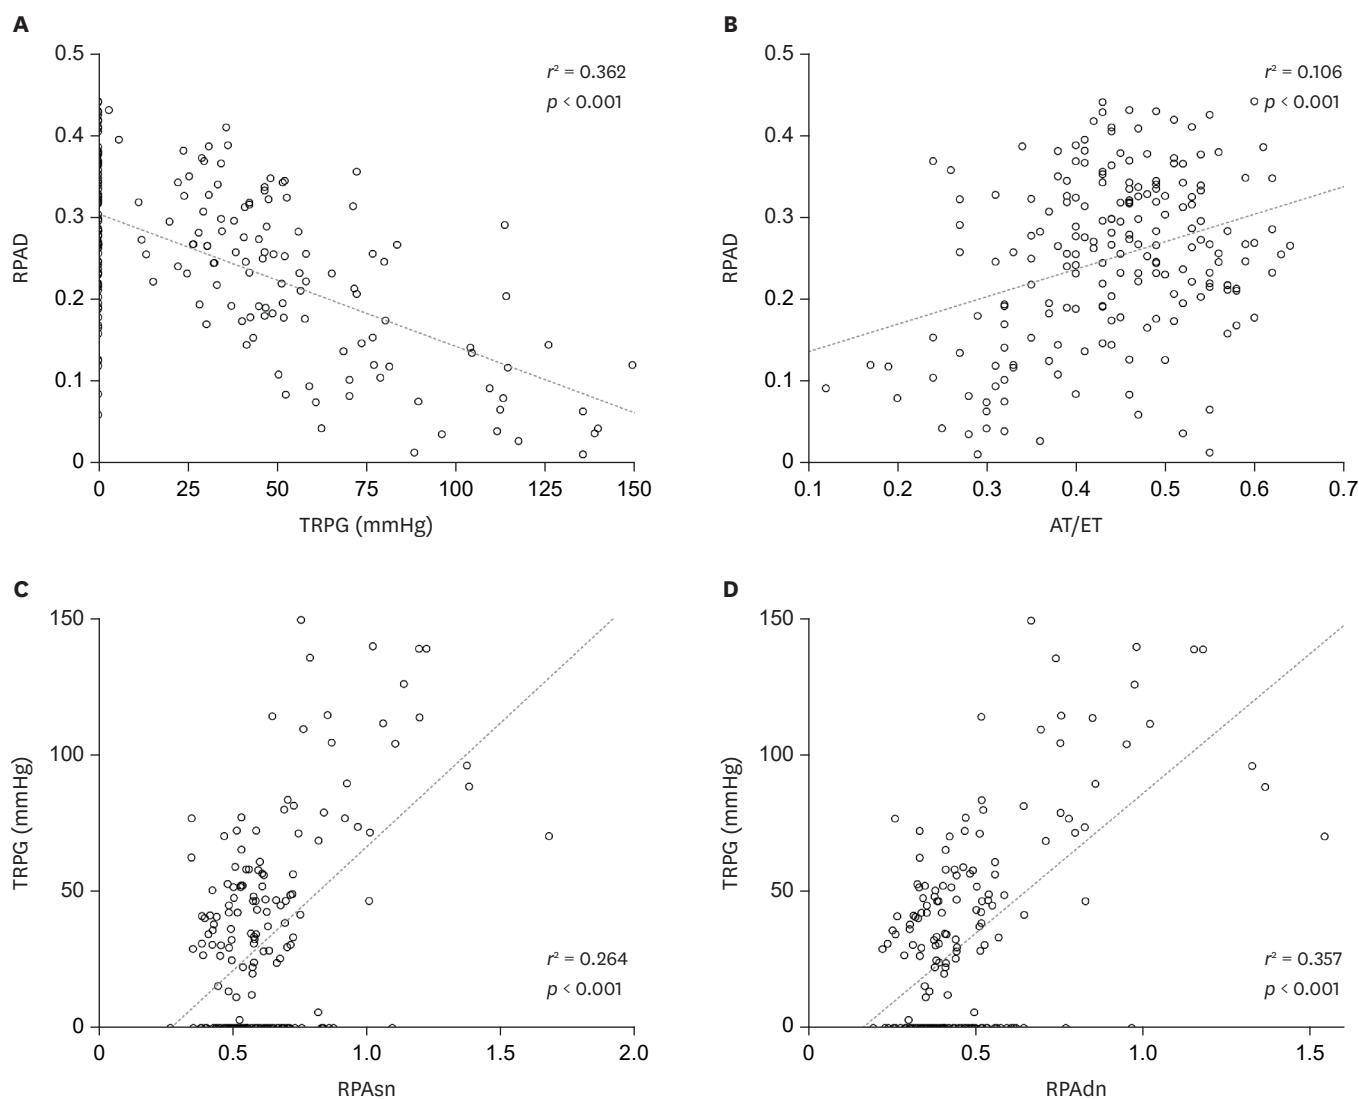 A
0.5
0.4
0.3
0.2
0.1
0
RPAD
r² = 0.362
p < 0.001
0 25 50 75 100 125 150
TRPG (mmHg)
B
0.5
0.4
0.3
0.2
0.1
0
RPAD
r² = 0.106
p < 0.001
0.1 0.2 0.3 0.4 0.5 0.6 0.7
AT/ET
C
150
100
50
0
TRPG (mmHg)
r² = 0.264
p < 0.001
0 0.5 1.0 1.5 2.0
RPAsn
D
150
100
50
0
TRPG (mmHg)
r² = 0.357
p < 0.001
0 0.5 1.0 1.5
RPAdn